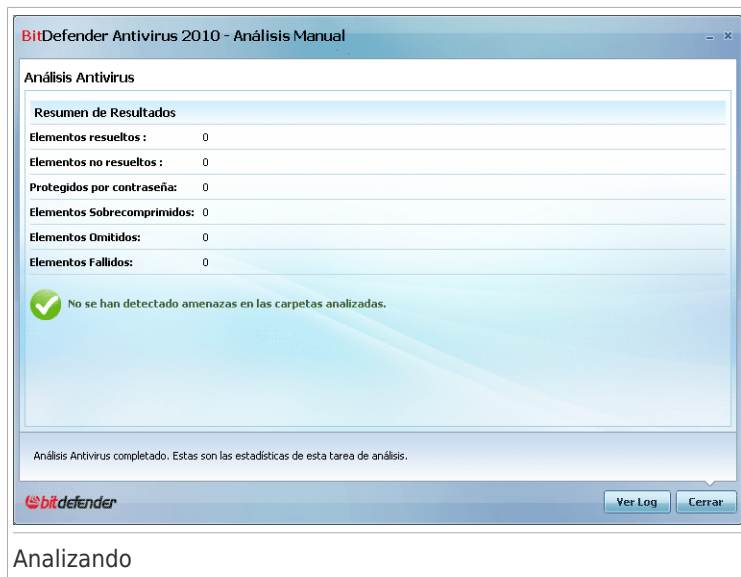 BitDefender Antivirus 2010 - Análisis Manual
Análisis Antivirus
Resumen de Resultados
Elementos resueltos : 0
Elementos no resueltos : 0
Protegidos por contraseña: 0
Elementos Sobrecomprimidos: 0
Elementos Omitidos: 0
Elementos Fallidos: 0
No se han detectado amenazas en las carpetas analizadas.
Análisis Antivirus completado. Estas son las estadísticas de esta tarea de análisis.
bitdefender
Ver Log Cerrar
Analizando